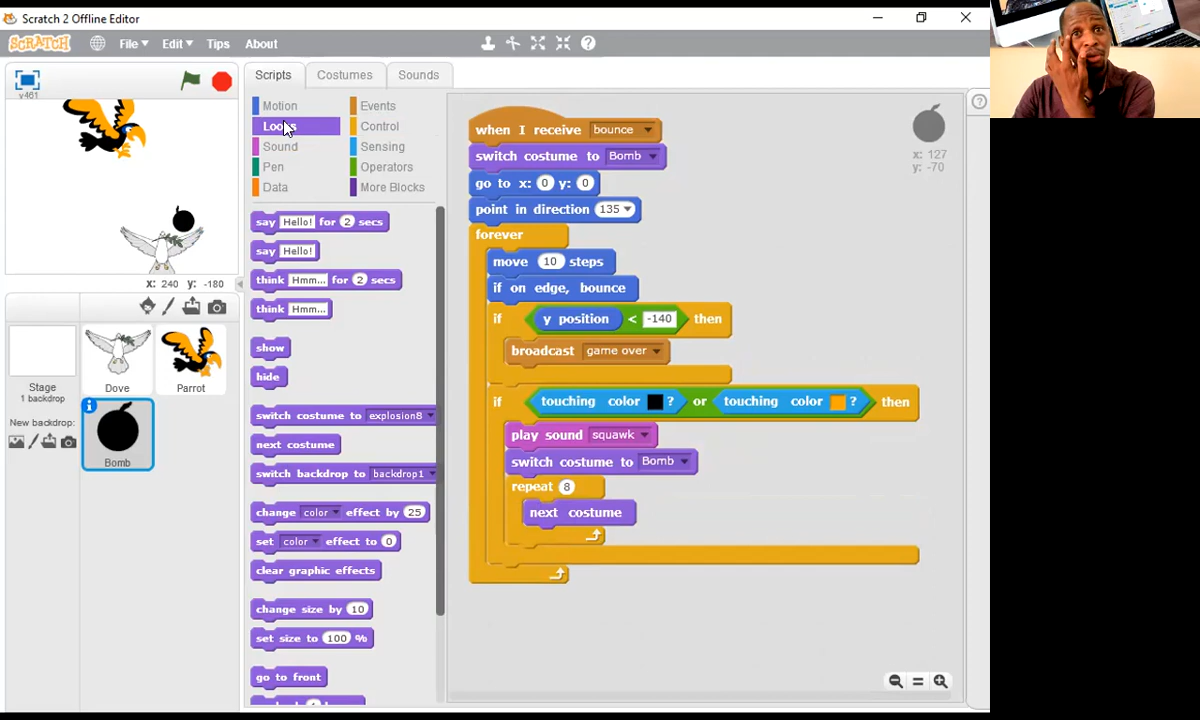 Scratch 2 Offline Editor
SCRATCH File Edit Tips About
v461
Scripts Costumes Sounds
Motion Events
Looks Control
Sound Sensing
Pen Operators
Data More Blocks
say Hello! for 2 secs
say Hello!
think Hmm... for 2 secs
think Hmm...
show
hide
switch costume to explosion8
next costume
switch backdrop to backdrop1
change color effect by 25
set color effect to 0
clear graphic effects
change size by 10
set size to 100 %
go to front
x: 240 y: -180
Stage
1 backdrop
New backdrop:
Dove
Parrot
Bomb
when I receive bounce
switch costume to Bomb
go to x: 0 y: 0
point in direction 135
forever
move 10 steps
if on edge, bounce
if y position < -140 then
broadcast game over
if touching color ? or touching color ? then
play sound squawk
switch costume to Bomb
repeat 8
next costume
x: 127
y: -70